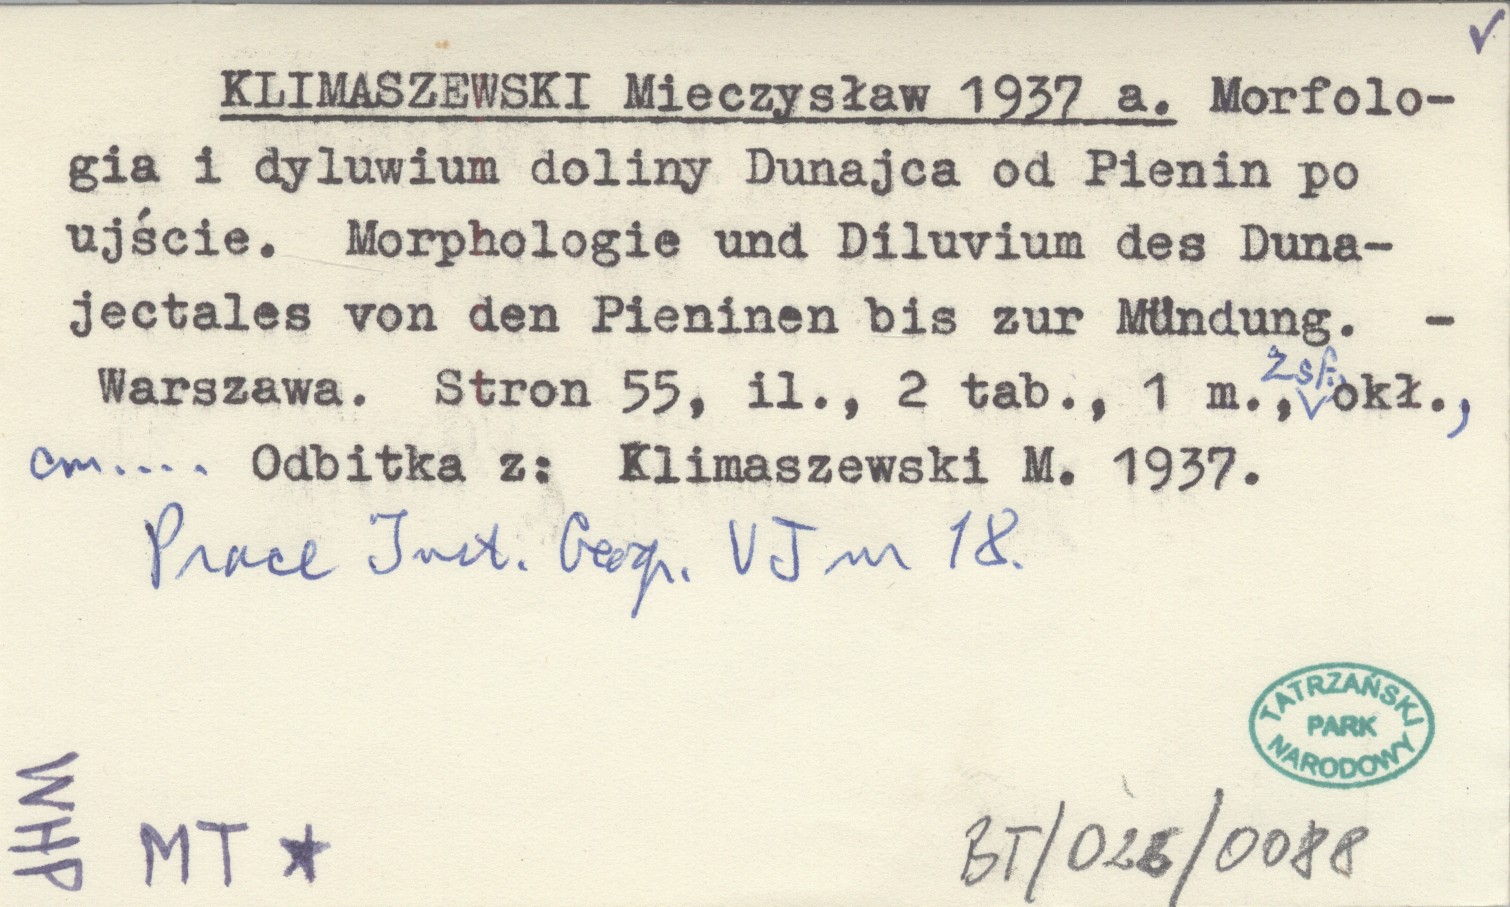 ✓
KLIMASZEWSKI Mieczysław 1937 a. Morfolo-
gia i dyluwium doliny Dunajca od Pienin po
ujście. Morphologie und Diluvium des Duna-
jectales von den Pieninen bis zur Mündung. -
Warszawa. Stron 55, il., 2 tab., 1 m., 2 sf., okł.,
cm.... Odbitka z: Klimaszewski M. 1937.
Prace Inst. Geogr. UJ nr 18.
TATRZAŃSKI
PARK
NARODOWY
WHP
MT ★
BT/026/0088